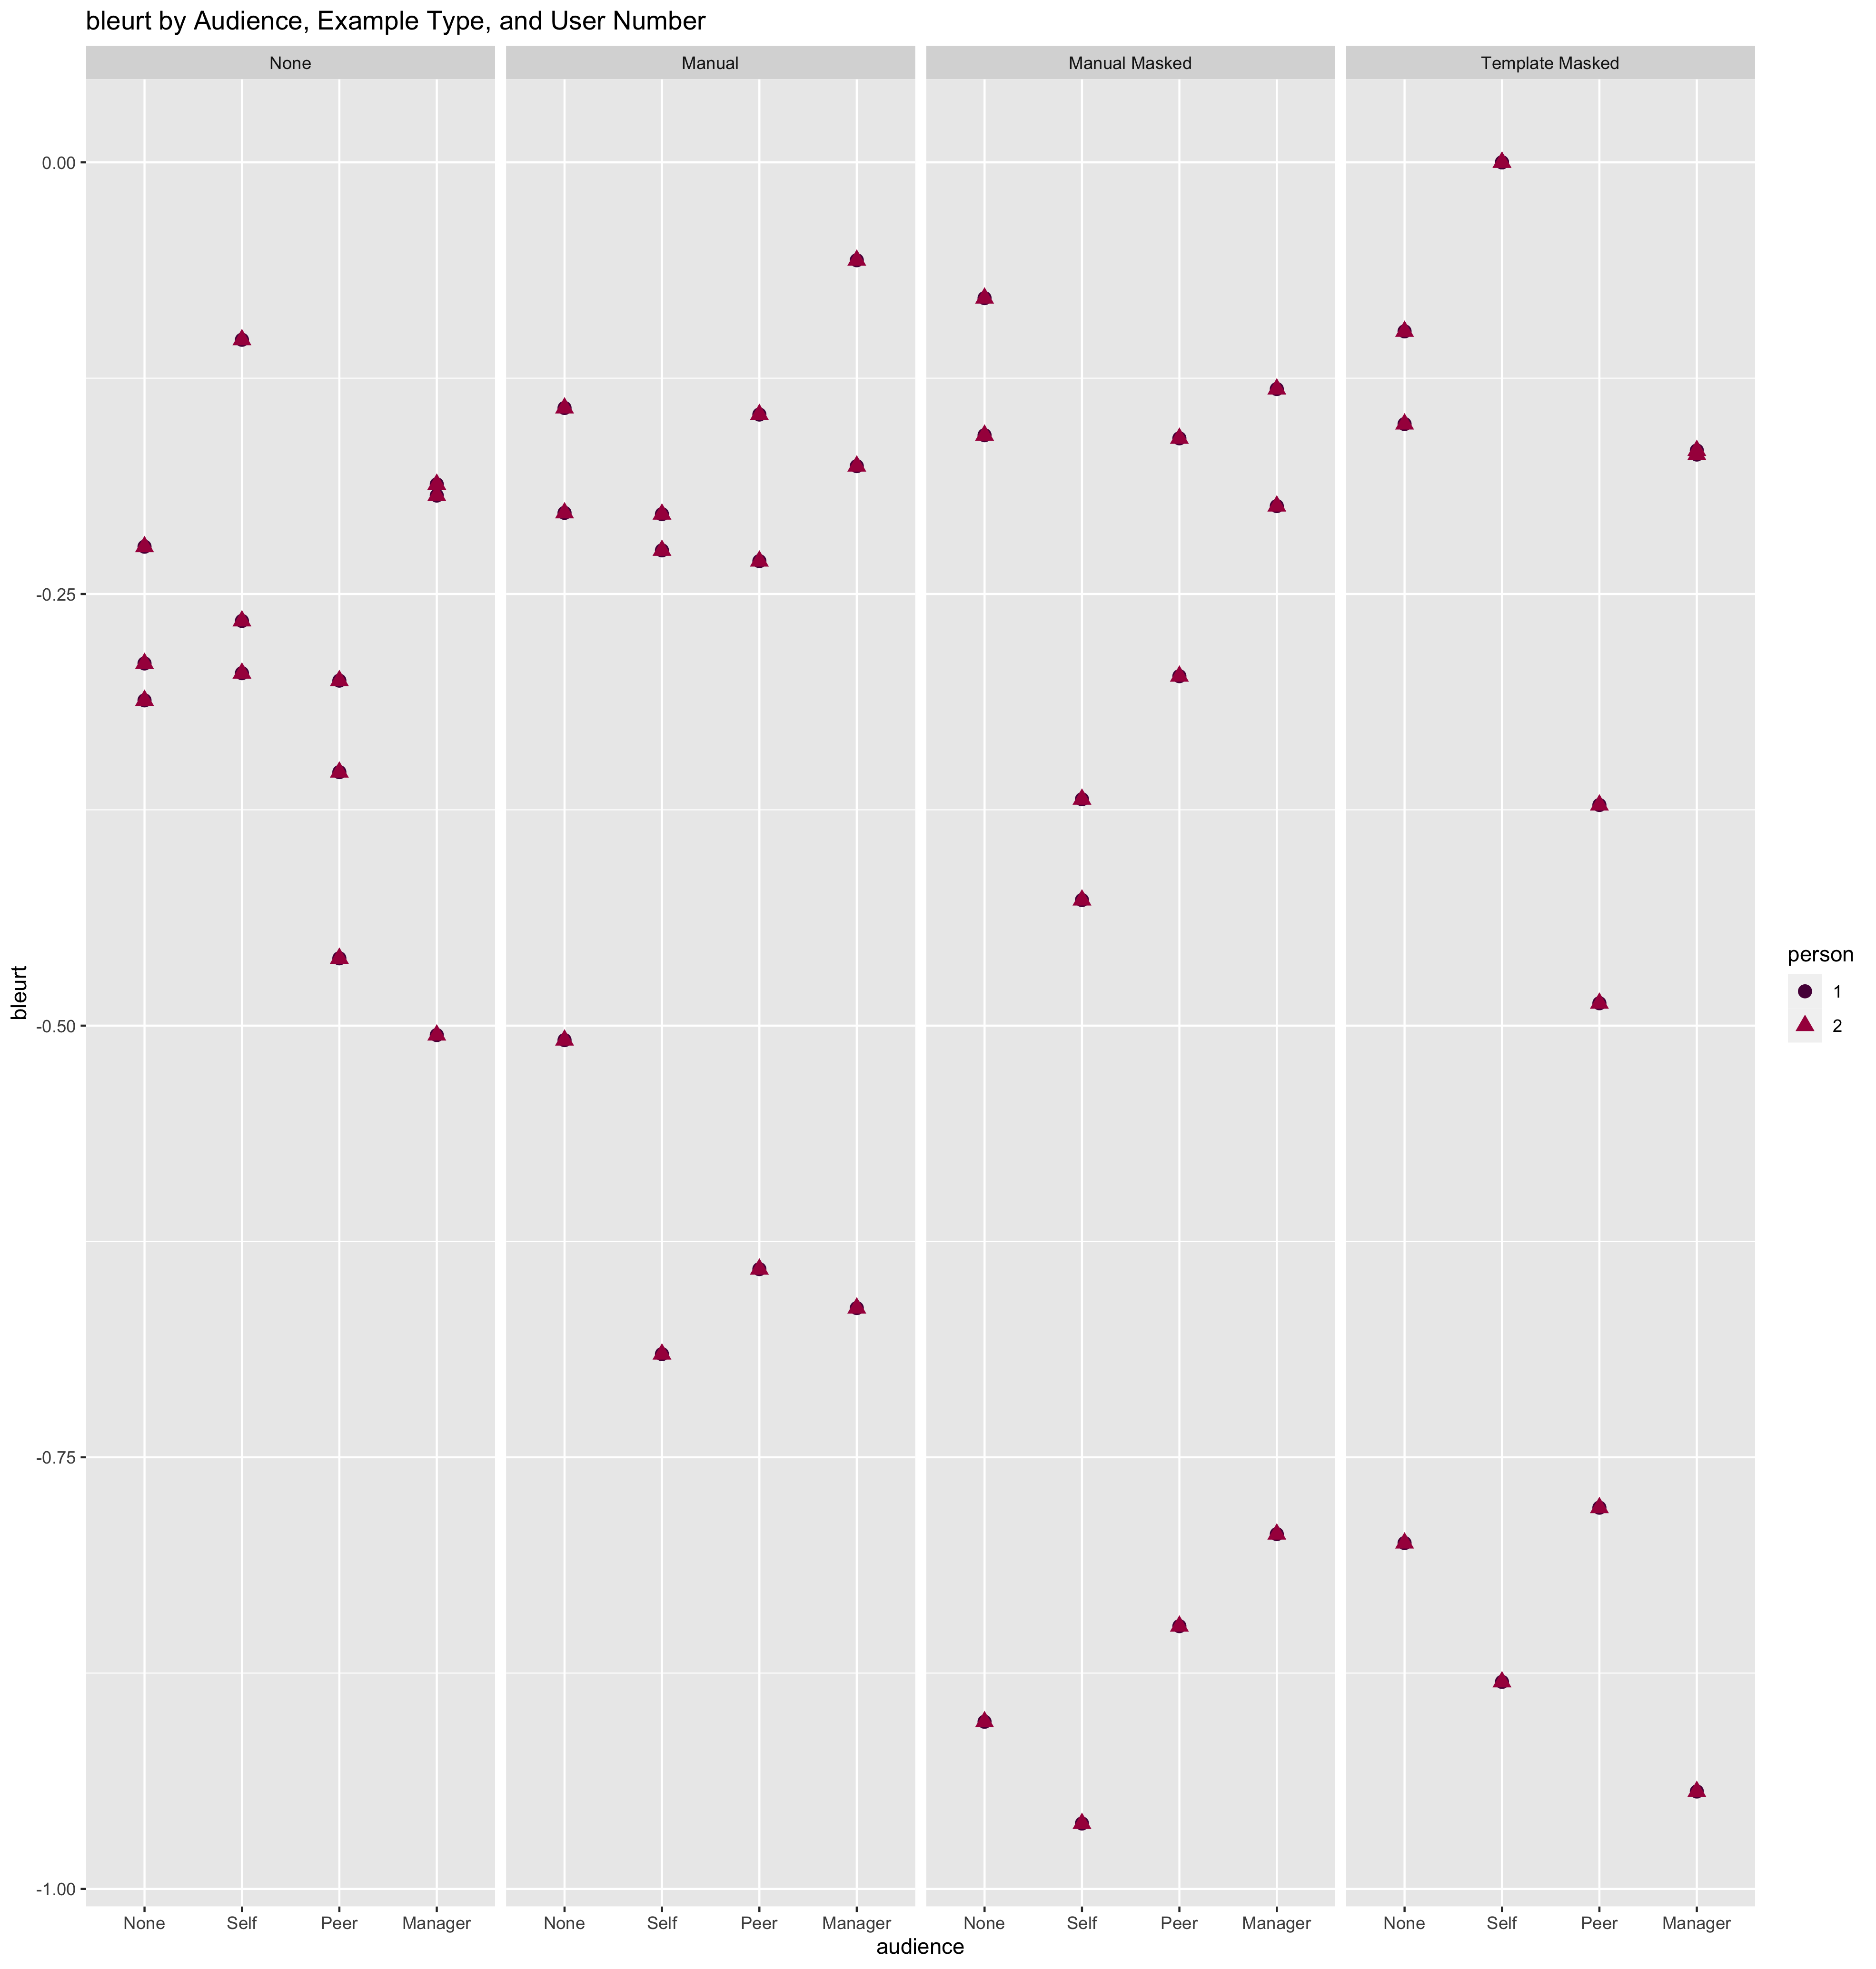 bleurt by Audience, Example Type, and User Number
None
Manual
Manual Masked
Template Masked
0.00
-0.25
-0.50
-0.75
-1.00
bleurt
None Self Peer Manager
None Self Peer Manager
None Self Peer Manager
None Self Peer Manager
audience
person
1
2